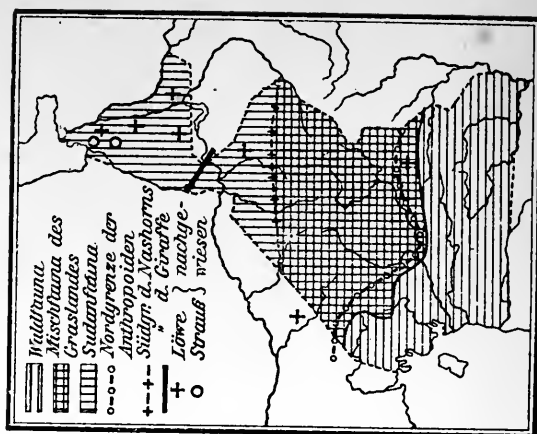 Waldfauna
Mischfauna des
Graslandes
Sudanfauna
Nordgrenze der
Anthropoiden
Südgr. d. Nashorns
" d. Giraffe
Löwe } nachge-
Strauß } wiesen